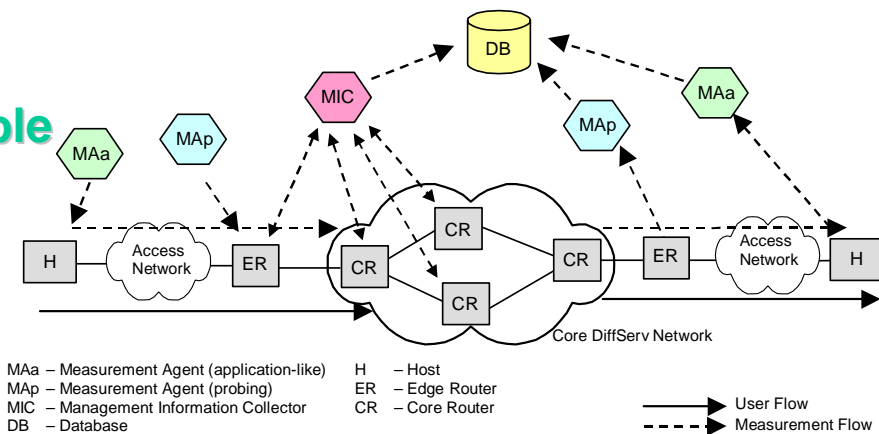 DB
MIC
MAa
ple
MAa
MAp
MAp
H
Access
Network
ER
CR
CR
CR
CR
ER
Access
Network
H
Core DiffServ Network
MAa – Measurement Agent (application-like)
MAp – Measurement Agent (probing)
MIC – Management Information Collector
DB – Database
H – Host
ER – Edge Router
CR – Core Router
User Flow
Measurement Flow